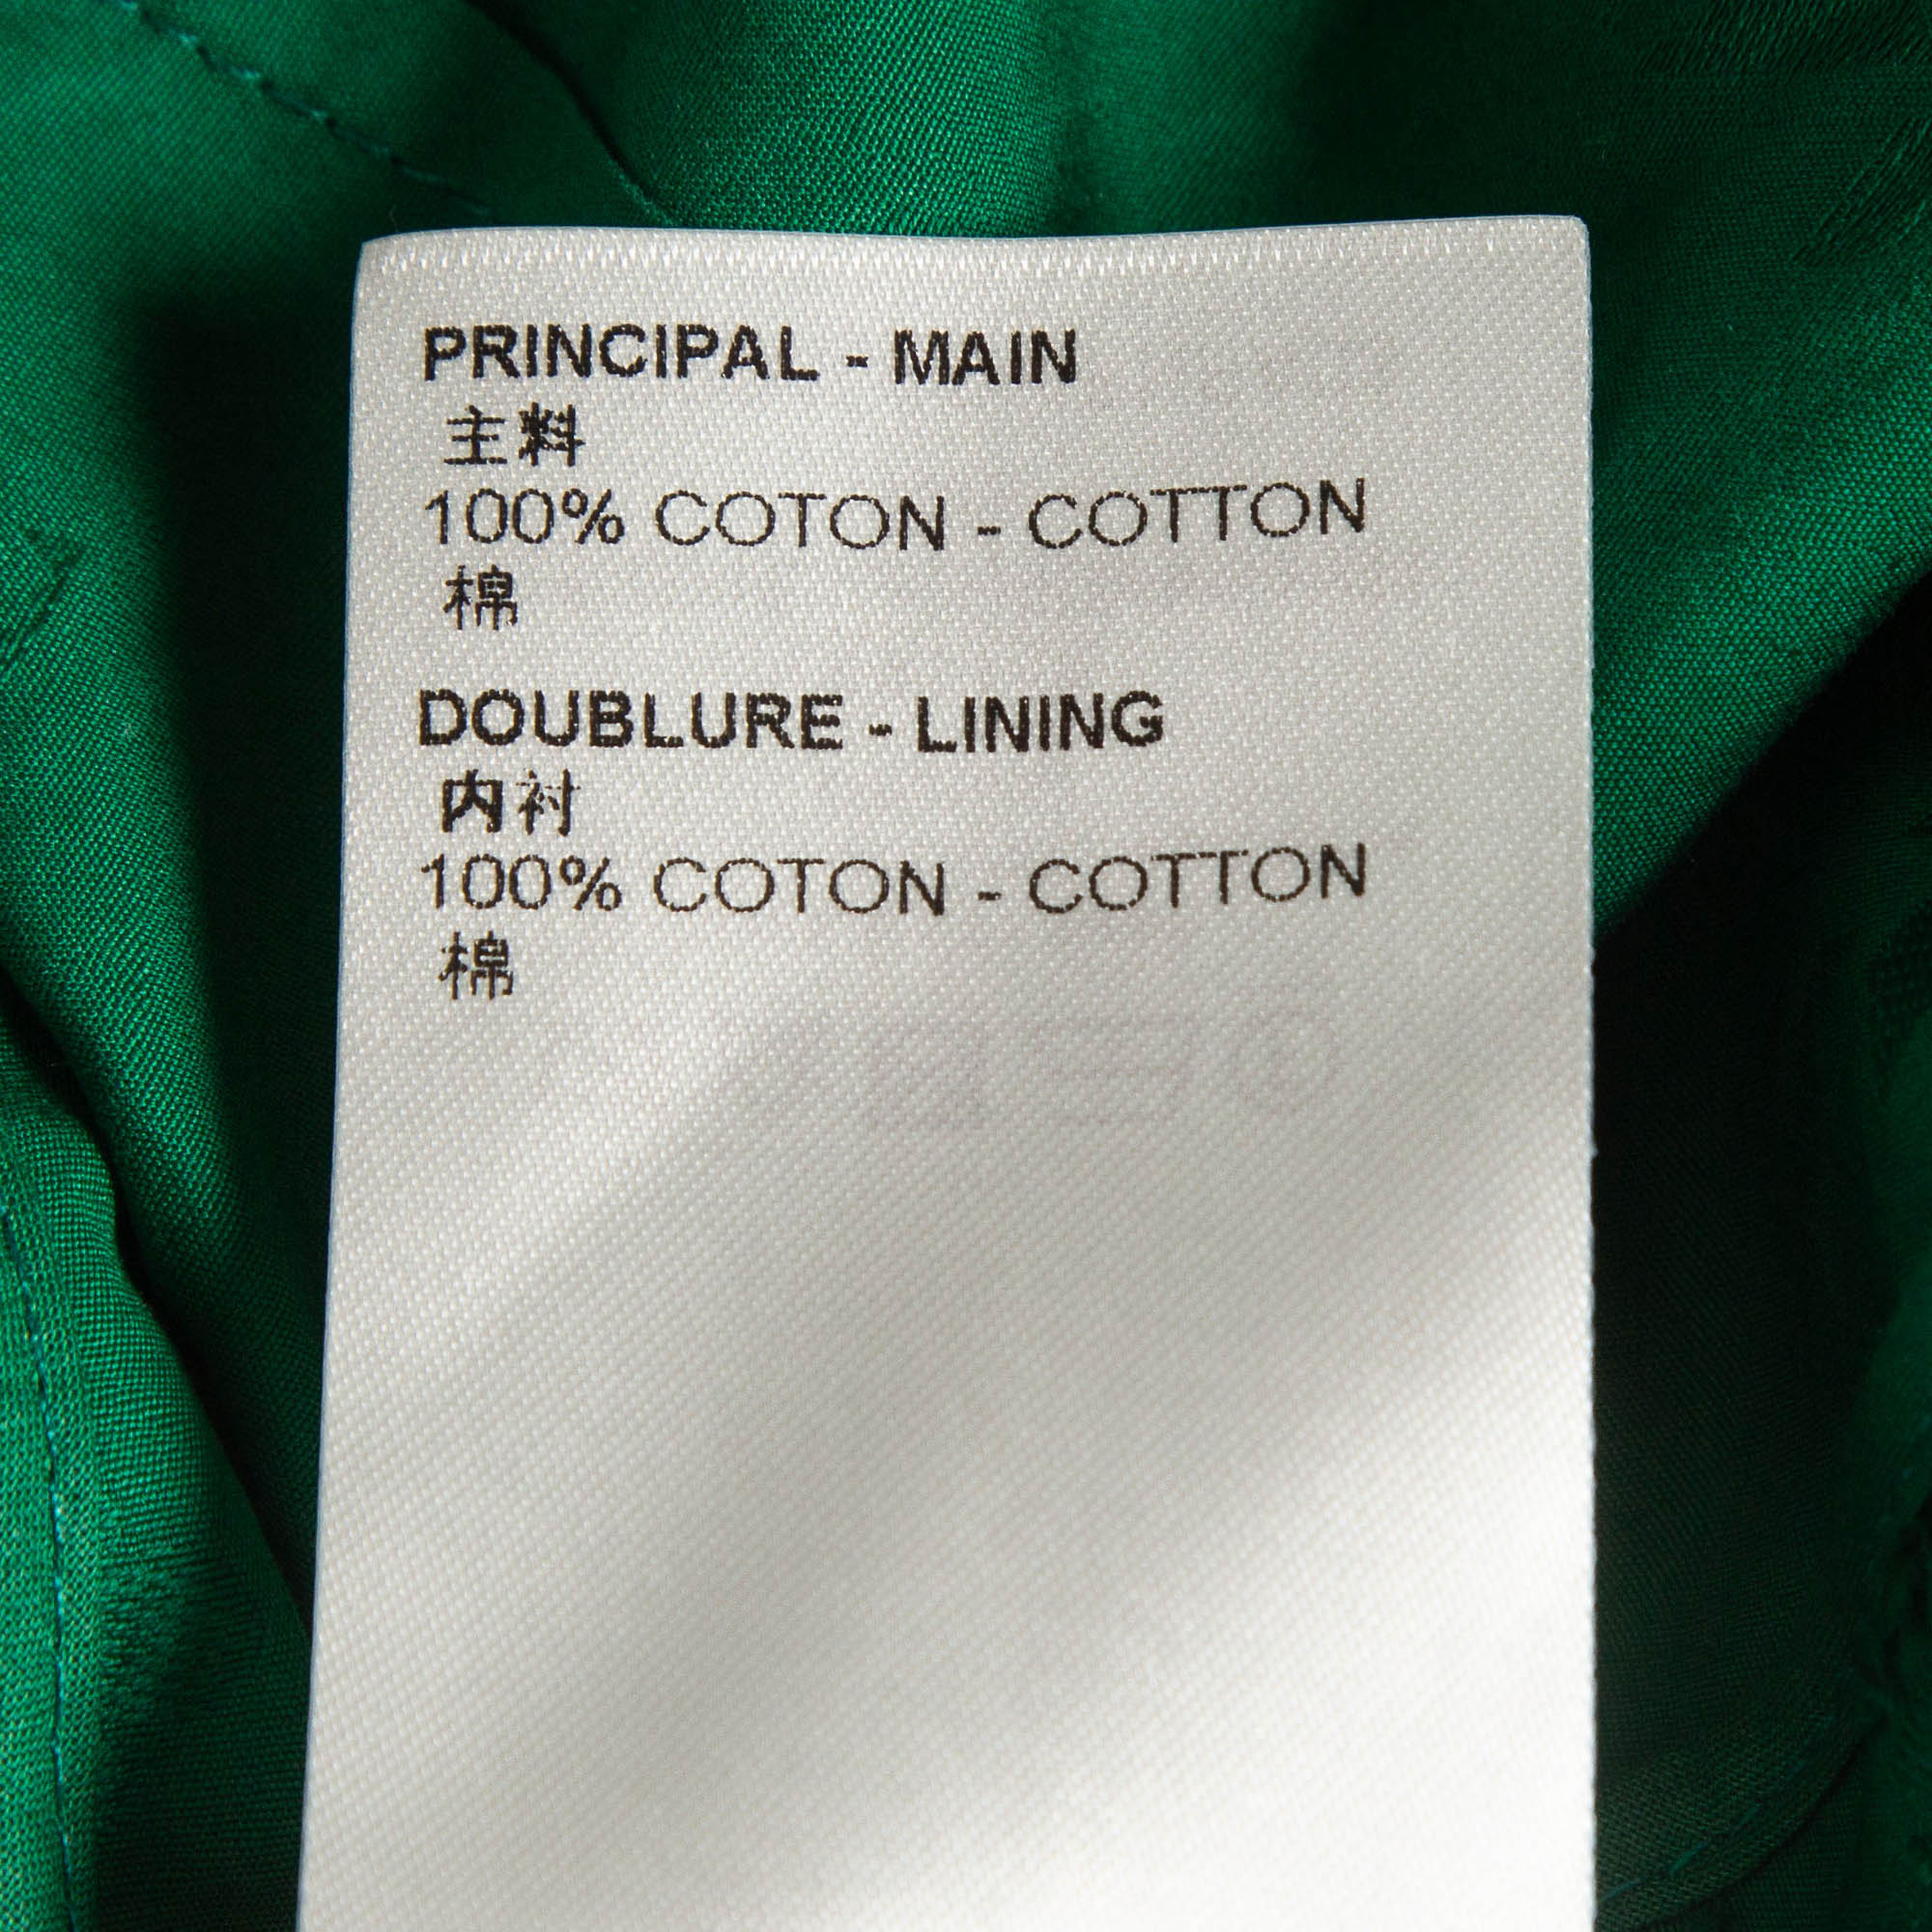 PRINCIPAL - MAIN
主料
100% COTON - COTTON
棉
DOUBLURE - LINING
内衬
100% COTON - COTTON
棉